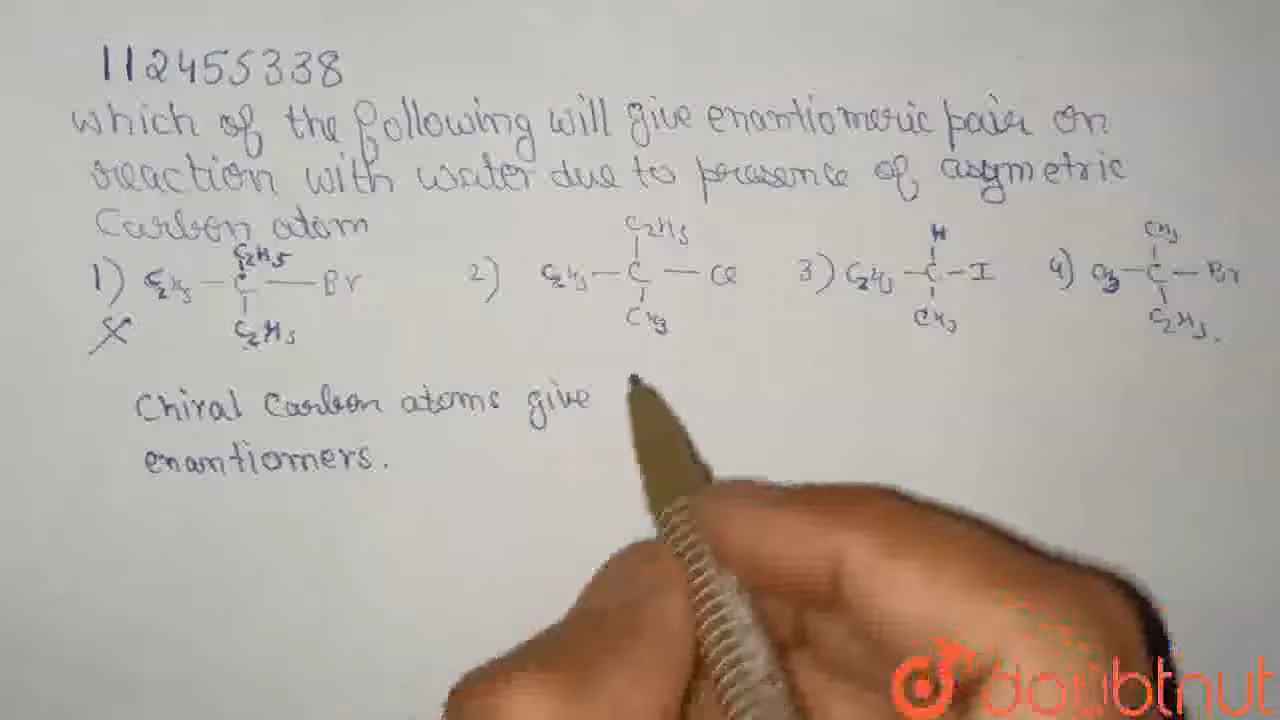 112455338
which of the following will give enantiomeric pair on
reaction with water due to presence of asymetric
Carbon atom
1) C2H5 - C - Br
C2H5
C2H5
X
2) C2H5 - C - Cl
C2H5
CH3
3) C2H5 - C - I
H
CH3
4) CH3 - C - Br
CH3
C2H5.
Chiral Carbon atoms give
enantiomers.
doubtnut